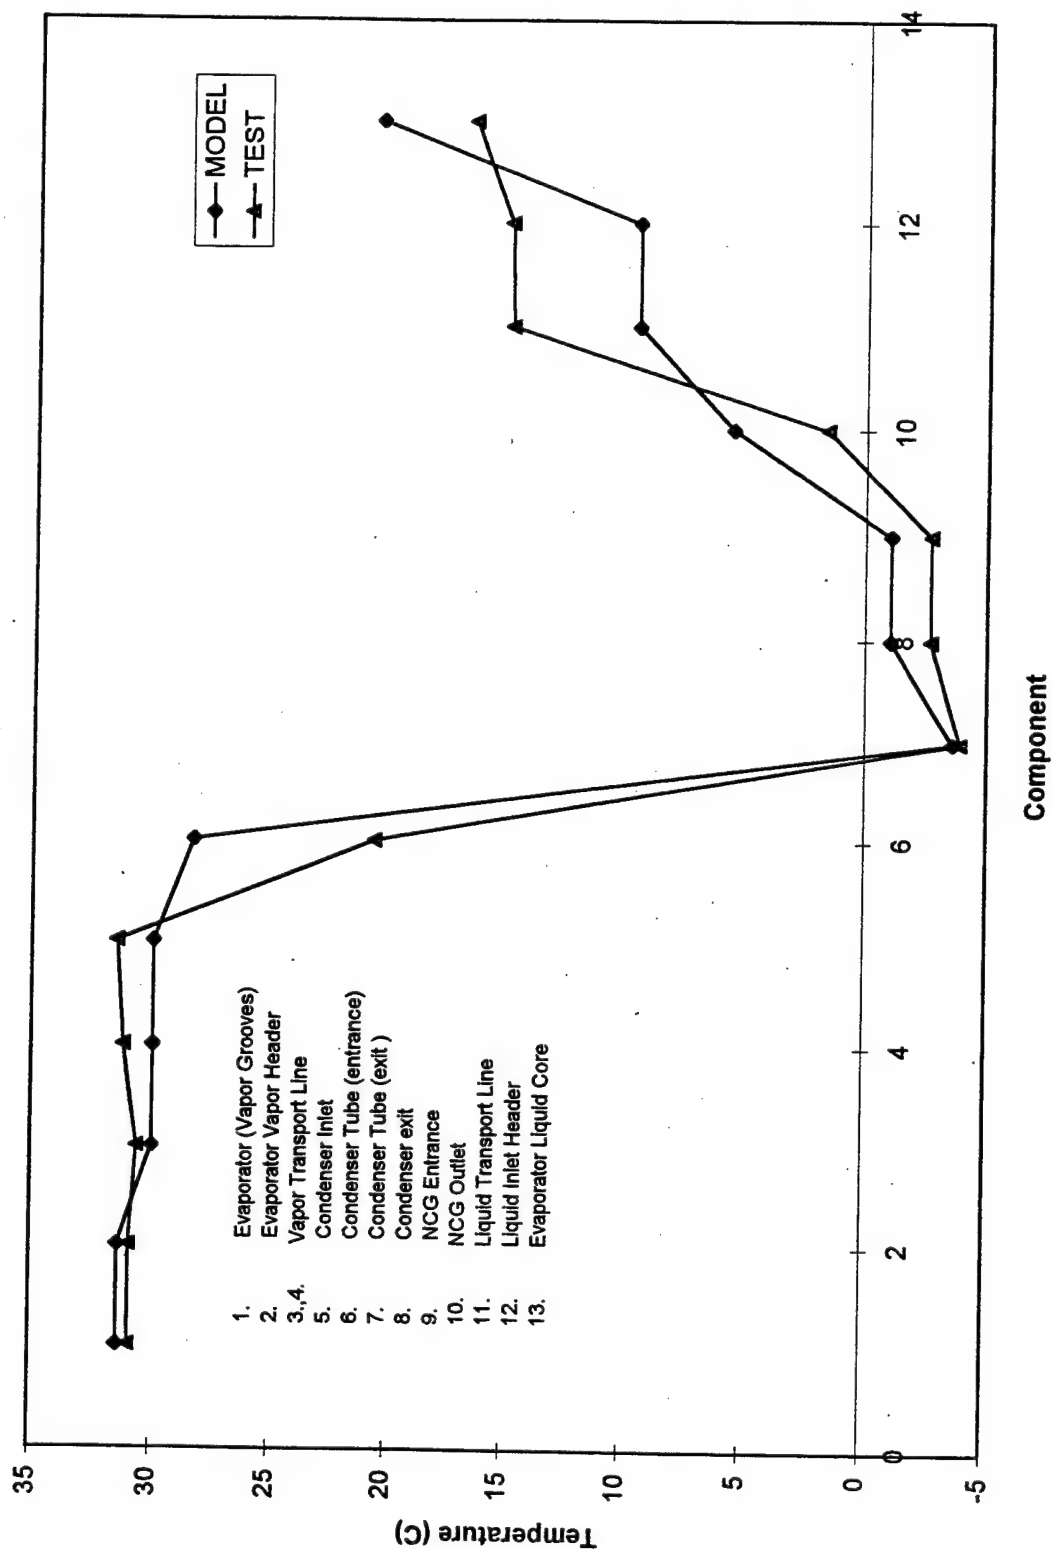 MODEL
TEST
35
30
25
20
15
10
5
0
-5
Temperature (C)
0
2
4
6
8
10
12
14
Component
1. Evaporator (Vapor Grooves)
2. Evaporator Vapor Header
3.,4. Vapor Transport Line
5. Condenser Inlet
6. Condenser Tube (entrance)
7. Condenser Tube (exit )
8. Condenser exit
9. NCG Entrance
10. NCG Outlet
11. Liquid Transport Line
12. Liquid Inlet Header
13. Evaporator Liquid Core